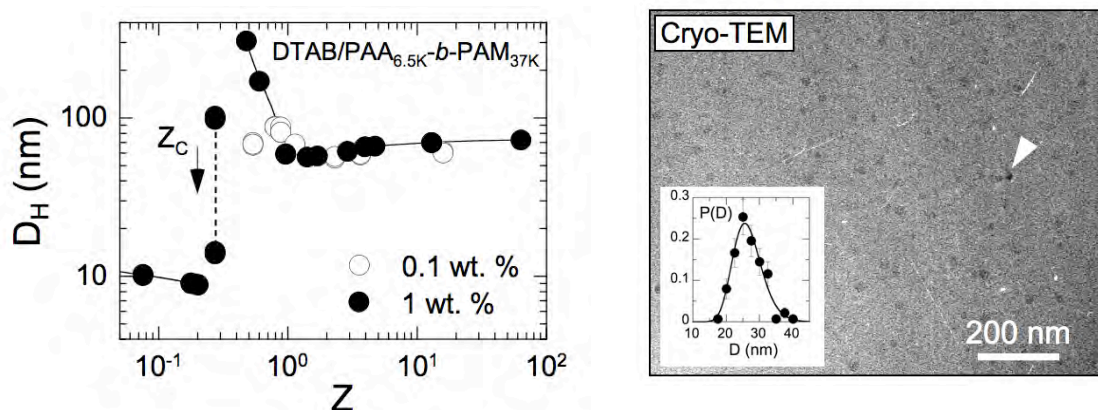 DTAB/PAA6.5K-b-PAM37K
100
10
DH (nm)
ZC
0.1 wt. %
1 wt. %
10-1 100 101 102
Z
Cryo-TEM
0.3
P(D)
0.2
0.1
0
10 20 30 40
D (nm)
200 nm